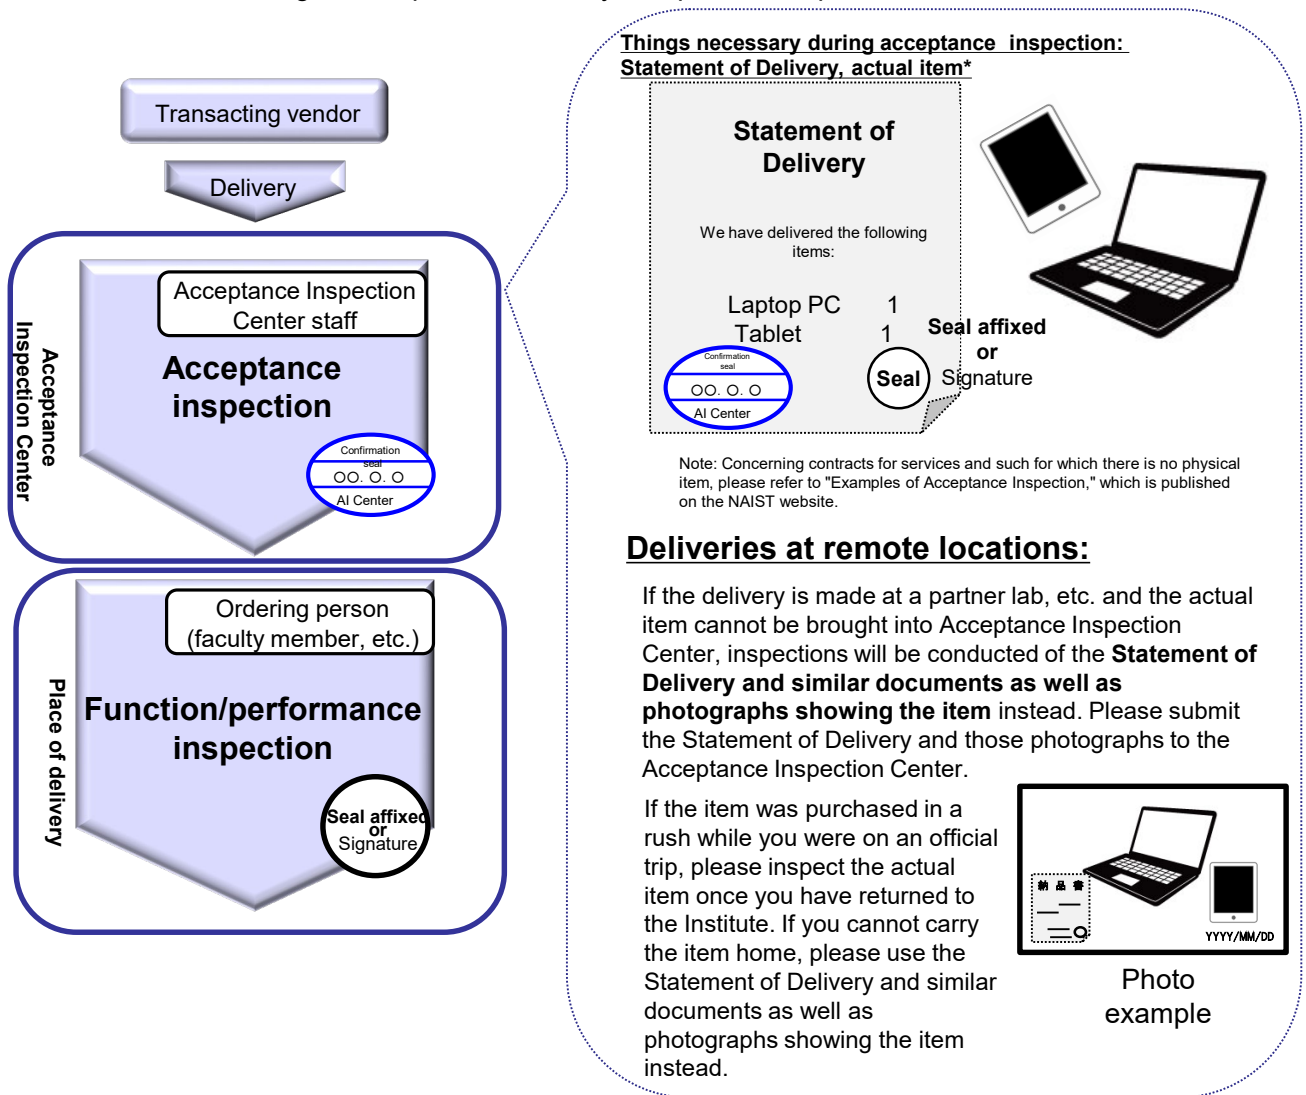 Things necessary during acceptance inspection:
Statement of Delivery, actual item*
Transacting vendor
Delivery
Acceptance
Inspection Center
Acceptance Inspection
Center staff
Acceptance
inspection
Confirmation
seal
OO. O. O
AI Center
Place of delivery
Ordering person
(faculty member, etc.)
Function/performance
inspection
Seal affixed
or
Signature
Statement of
Delivery
We have delivered the following
items:
Laptop PC 1
Tablet 1
Confirmation
seal
OO. O. O
AI Center
Seal
Seal affixed
or
Signature
Note: Concerning contracts for services and such for which there is no physical
item, please refer to "Examples of Acceptance Inspection," which is published
on the NAIST website.
Deliveries at remote locations:
If the delivery is made at a partner lab, etc. and the actual
item cannot be brought into Acceptance Inspection
Center, inspections will be conducted of the Statement of
Delivery and similar documents as well as
photographs showing the item instead. Please submit
the Statement of Delivery and those photographs to the
Acceptance Inspection Center.
If the item was purchased in a
rush while you were on an official
trip, please inspect the actual
item once you have returned to
the Institute. If you cannot carry
the item home, please use the
Statement of Delivery and similar
documents as well as
photographs showing the item
instead.
納品書
YYYY/MM/DD
Photo
example